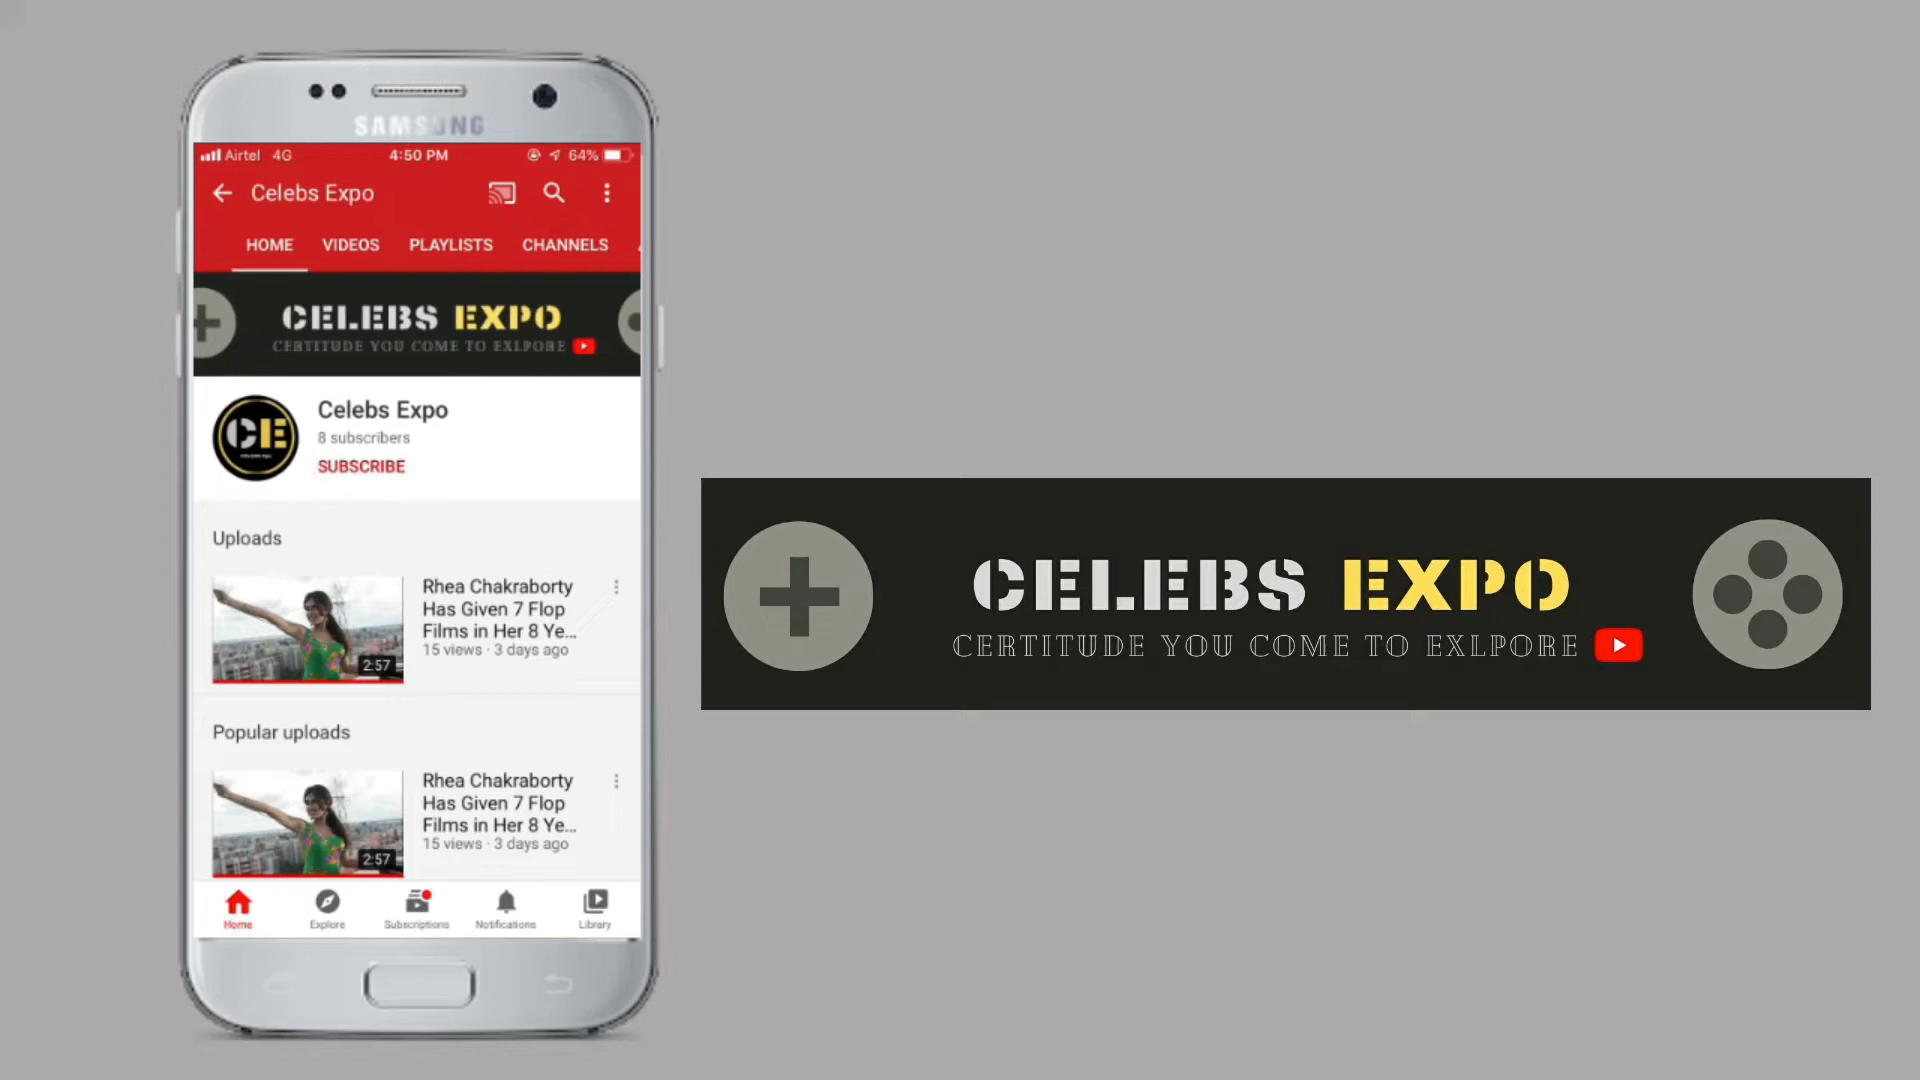 SAMSUNG
Airtel 4G 4:50 PM 64%
Celebs Expo
HOME VIDEOS PLAYLISTS CHANNELS
CELEBS EXPO
CERTITUDE YOU COME TO EXLPORE
CE
Celebs Expo
8 subscribers
SUBSCRIBE
Uploads
Rhea Chakraborty
Has Given 7 Flop
Films in Her 8 Ye...
15 views · 3 days ago
2:57
Popular uploads
Rhea Chakraborty
Has Given 7 Flop
Films in Her 8 Ye...
15 views · 3 days ago
2:57
Home Explore Subscriptions Notifications Library
CELEBS EXPO
CERTITUDE YOU COME TO EXLPORE